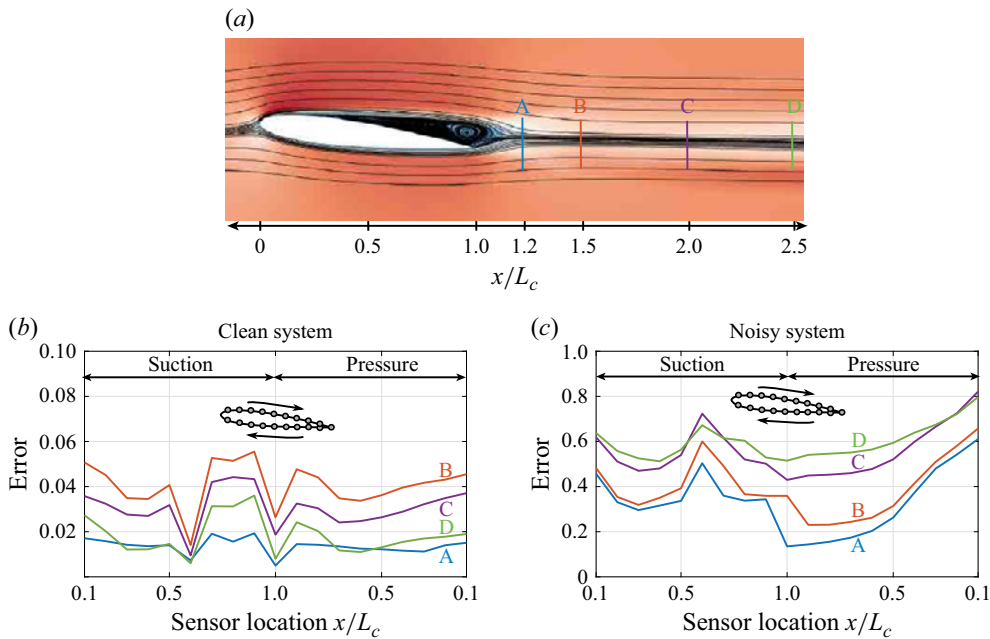 (a)
A B C D
0 0.5 1.0 1.2 1.5 2.0 2.5
x/Lc
(b)
Clean system
Suction Pressure
0.10
0.08
0.06
0.04
0.02
0
Error
B
C
D
A
0.1 0.5 1.0 0.5 0.1
Sensor location x/Lc
(c)
Noisy system
Suction Pressure
1.0
0.8
0.6
0.4
0.2
0
Error
D
C
B
A
0.1 0.5 1.0 0.5 0.1
Sensor location x/Lc